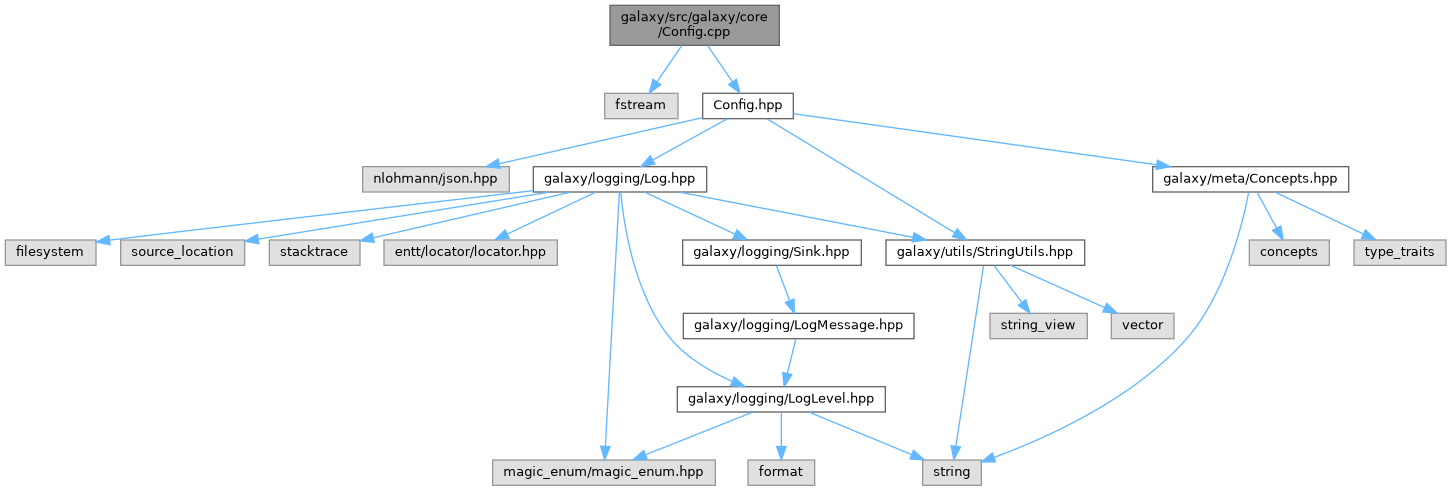 galaxy/src/galaxy/core
/Config.cpp
fstream
Config.hpp
nlohmann/json.hpp
galaxy/logging/Log.hpp
galaxy/meta/Concepts.hpp
filesystem
source_location
stacktrace
entt/locator/locator.hpp
galaxy/logging/Sink.hpp
galaxy/utils/StringUtils.hpp
concepts
type_traits
galaxy/logging/LogMessage.hpp
string_view
vector
galaxy/logging/LogLevel.hpp
magic_enum/magic_enum.hpp
format
string